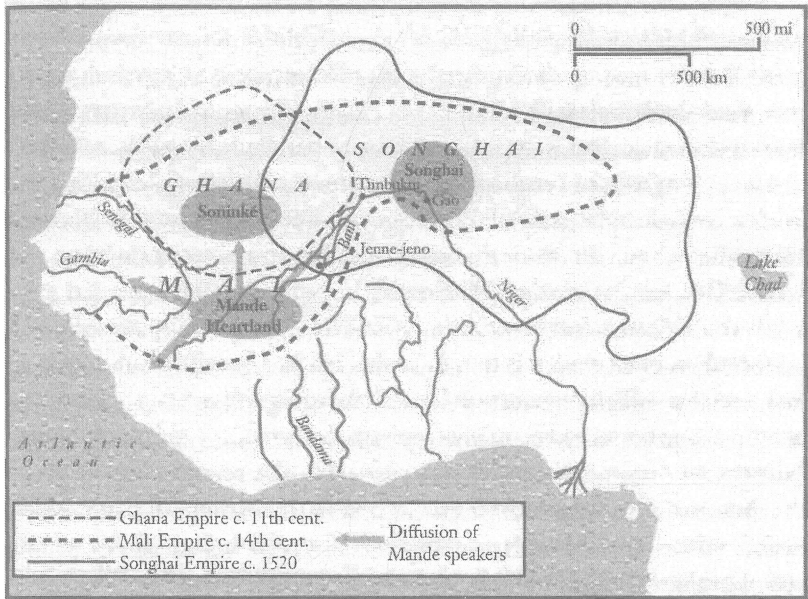 0 500 mi
500 km
SONGHAI
Songhai
GHANA
Timbuktu
Gao
Soninke
Senegal
Bani
Jenne-jeno
Gambia
Lake
Chad
MALI
Niger
Mande
Heartland
Bandama
Atlantic
Ocean
Ghana Empire c. 11th cent.
Mali Empire c. 14th cent.
Songhai Empire c. 1520
Diffusion of
Mande speakers